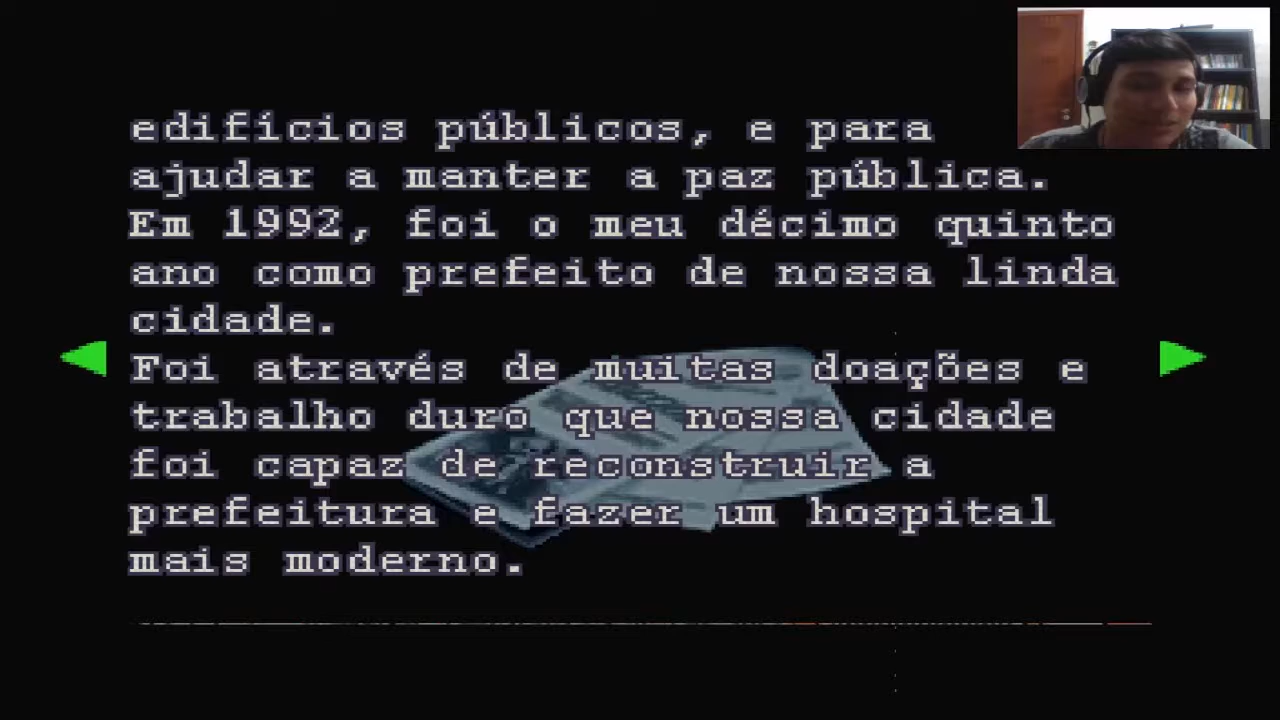 edifícios públicos, e para
ajudar a manter a paz pública.
Em 1992, foi o meu décimo quinto
ano como prefeito de nossa linda
cidade.
Foi através de muitas doações e
trabalho duro que nossa cidade
foi capaz de reconstruir a
prefeitura e fazer um hospital
mais moderno.